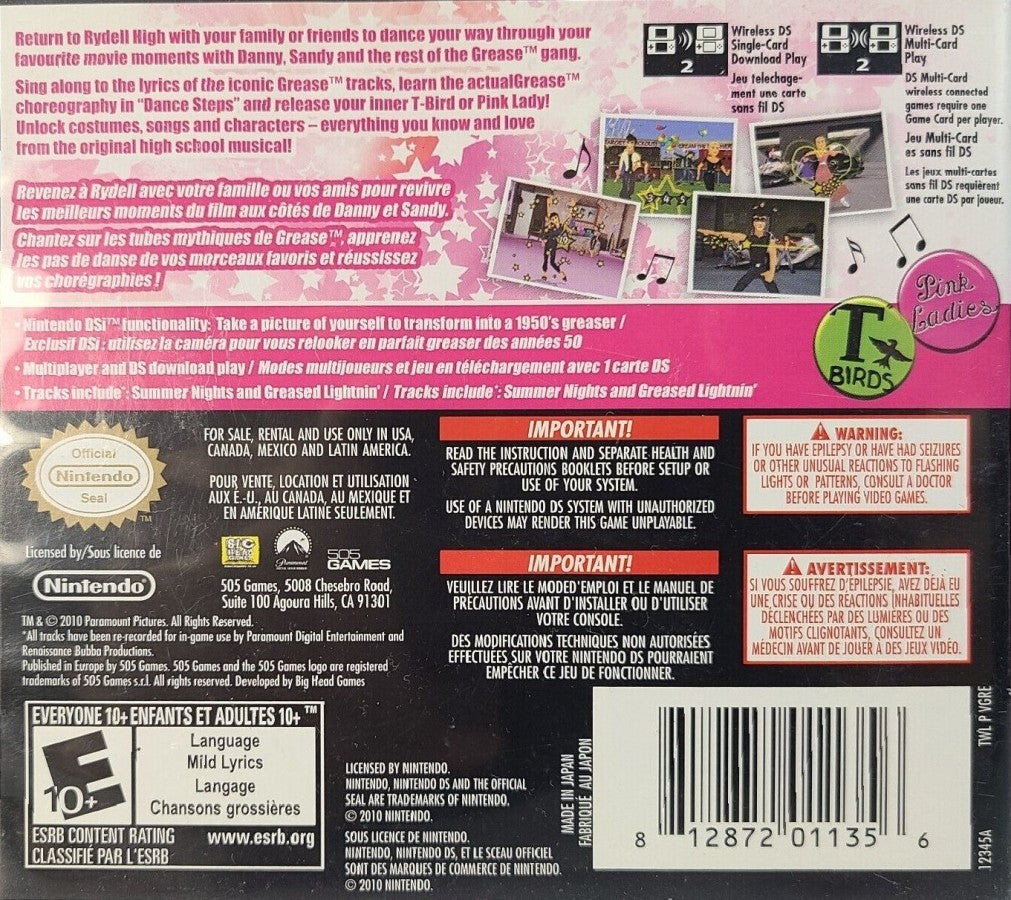 Return to Rydell High with your family or friends to dance your way through your
favourite movie moments with Danny, Sandy and the rest of the Grease™ gang.
Sing along to the lyrics of the iconic Grease™ tracks, learn the actualGrease™
choreography in "Dance Steps" and release your inner T-Bird or Pink Lady!
Unlock costumes, songs and characters – everything you know and love
from the original high school musical!
Revenez à Rydell avec votre famille ou vos amis pour revivre
les meilleurs moments du film aux côtés de Danny et Sandy.
Chantez sur les tubes mythiques de Grease™, apprenez
les pas de danse de vos morceaux favoris et réussissez
vos chorégraphies !
2
Wireless DS
Single-Card
Download Play
Jeu telechage-
ment une carte
sans fil DS
2
Wireless DS
Multi-Card
Play
DS Multi-Card
wireless connected
games require one
Game Card per player.
Jeu Multi-Card
es sans fil DS
Les jeux multi-cartes
sans fil DS requièrent
une carte DS par joueur.
Pink
Ladies
T
BIRDS
• Nintendo DSi™ functionality: Take a picture of yourself to transform into a 1950's greaser /
Exclusif DSi : utilisez la caméra pour vous relooker en parfait greaser des années 50
• Multiplayer and DS download play / Modes multijoueurs et jeu en téléchargement avec 1 carte DS
• Tracks include*: Summer Nights and Greased Lightnin' / Tracks include*: Summer Nights and Greased Lightnin'
Official
Nintendo
Seal
TM
FOR SALE, RENTAL AND USE ONLY IN USA,
CANADA, MEXICO AND LATIN AMERICA.
POUR VENTE, LOCATION ET UTILISATION
AUX É.-U., AU CANADA, AU MEXIQUE ET
EN AMÉRIQUE LATINE SEULEMENT.
IMPORTANT!
READ THE INSTRUCTION AND SEPARATE HEALTH AND
SAFETY PRECAUTIONS BOOKLETS BEFORE SETUP OR
USE OF YOUR SYSTEM.
USE OF A NINTENDO DS SYSTEM WITH UNAUTHORIZED
DEVICES MAY RENDER THIS GAME UNPLAYABLE.
WARNING:
IF YOU HAVE EPILEPSY OR HAVE HAD SEIZURES
OR OTHER UNUSUAL REACTIONS TO FLASHING
LIGHTS OR PATTERNS, CONSULT A DOCTOR
BEFORE PLAYING VIDEO GAMES.
Licensed by/Sous licence de
Nintendo
BIG
HEAD
GAMES
Paramount
505
GAMES
505 Games, 5008 Chesebro Road,
Suite 100 Agoura Hills, CA 91301
IMPORTANT!
VEUILLEZ LIRE LE MODED'EMPLOI ET LE MANUEL DE
PRÉCAUTIONS AVANT D'INSTALLER OU D'UTILISER
VOTRE CONSOLE.
DES MODIFICATIONS TECHNIQUES NON AUTORISÉES
EFFECTUÉES SUR VOTRE NINTENDO DS POURRAIENT
EMPÊCHER CE JEU DE FONCTIONNER.
AVERTISSEMENT:
SI VOUS SOUFFREZ D'ÉPILEPSIE, AVEZ DÉJÀ EU
UNE CRISE OU DES RÉACTIONS INHABITUELLES
DÉCLENCHÉES PAR DES LUMIÈRES OU DES
MOTIFS CLIGNOTANTS, CONSULTEZ UN
MÉDECIN AVANT DE JOUER À DES JEUX VIDÉO.
TM & © 2010 Paramount Pictures. All Rights Reserved.
*All tracks have been re-recorded for in-game use by Paramount Digital Entertainment and
Renaissance Bubba Productions.
Published in Europe by 505 Games. 505 Games and the 505 Games logo are registered
trademarks of 505 Games s.r.l. All rights reserved. Developed by Big Head Games
EVERYONE 10+ ENFANTS ET ADULTES 10+ ™
E
10+
Language
Mild Lyrics
Langage
Chansons grossières
ESRB CONTENT RATING www.esrb.org
CLASSIFIÉ PAR L'ESRB
LICENSED BY NINTENDO.
NINTENDO, NINTENDO DS AND THE OFFICIAL
SEAL ARE TRADEMARKS OF NINTENDO.
© 2010 NINTENDO.
SOUS LICENCE DE NINTENDO.
NINTENDO, NINTENDO DS, ET LE SCEAU OFFICIEL
SONT DES MARQUES DE COMMERCE DE NINTENDO.
© 2010 NINTENDO.
MADE IN JAPAN
FABRIQUÉ AU JAPON
8 12872 01135 6
TWL P VGRE
12345A